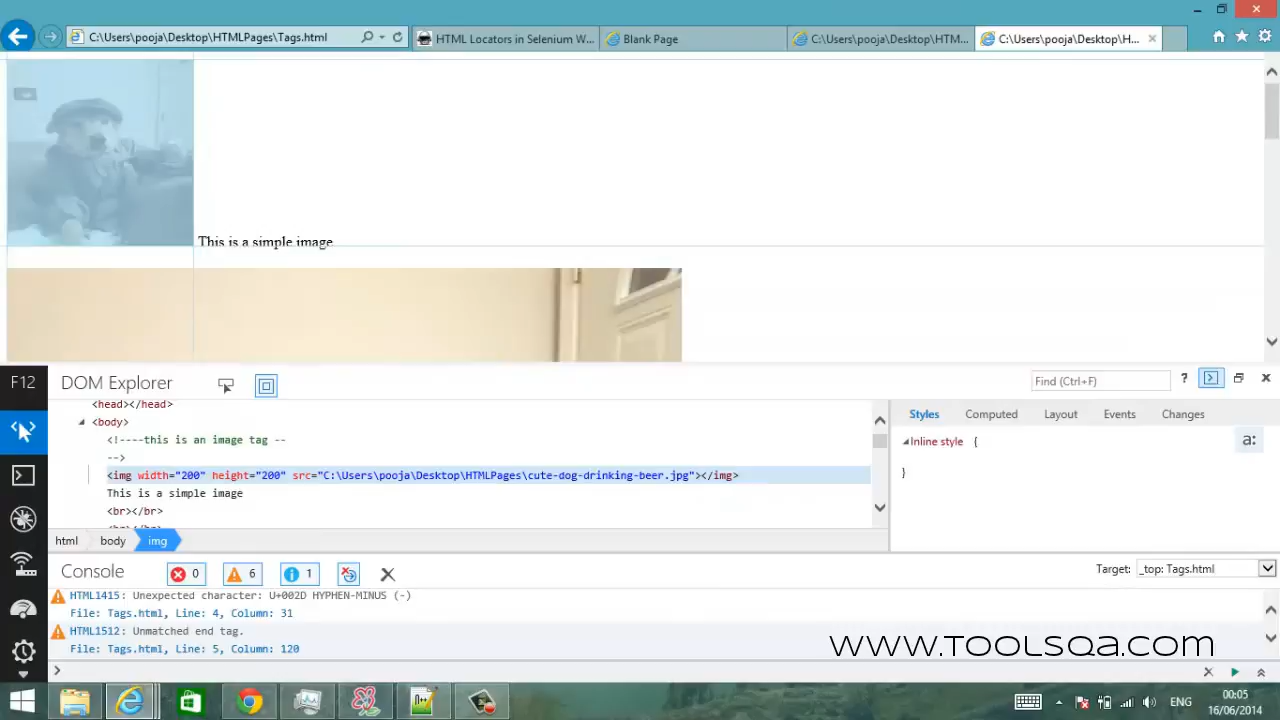 C:\Users\pooja\Desktop\HTMLPages\Tags.html
HTML Locators in Selenium W...
Blank Page
C:\Users\pooja\Desktop\HTM...
C:\Users\pooja\Desktop\H...
This is a simple image
F12
DOM Explorer
Find (Ctrl+F)
?
<head></head>
<body>
<!----this is an image tag --
-->
<img width="200" height="200" src="C:\Users\pooja\Desktop\HTMLPages\cute-dog-drinking-beer.jpg"></img>
This is a simple image
<br></br>
<br></br>
html
body
img
Styles
Computed
Layout
Events
Changes
Inline style {
a:
}
Console
0
6
1
Target:
_top: Tags.html
HTML1415: Unexpected character: U+002D HYPHEN-MINUS (-)
File: Tags.html, Line: 4, Column: 31
HTML1512: Unmatched end tag.
File: Tags.html, Line: 5, Column: 120
www.TOOLSQA.com
ENG
00:05
16/06/2014